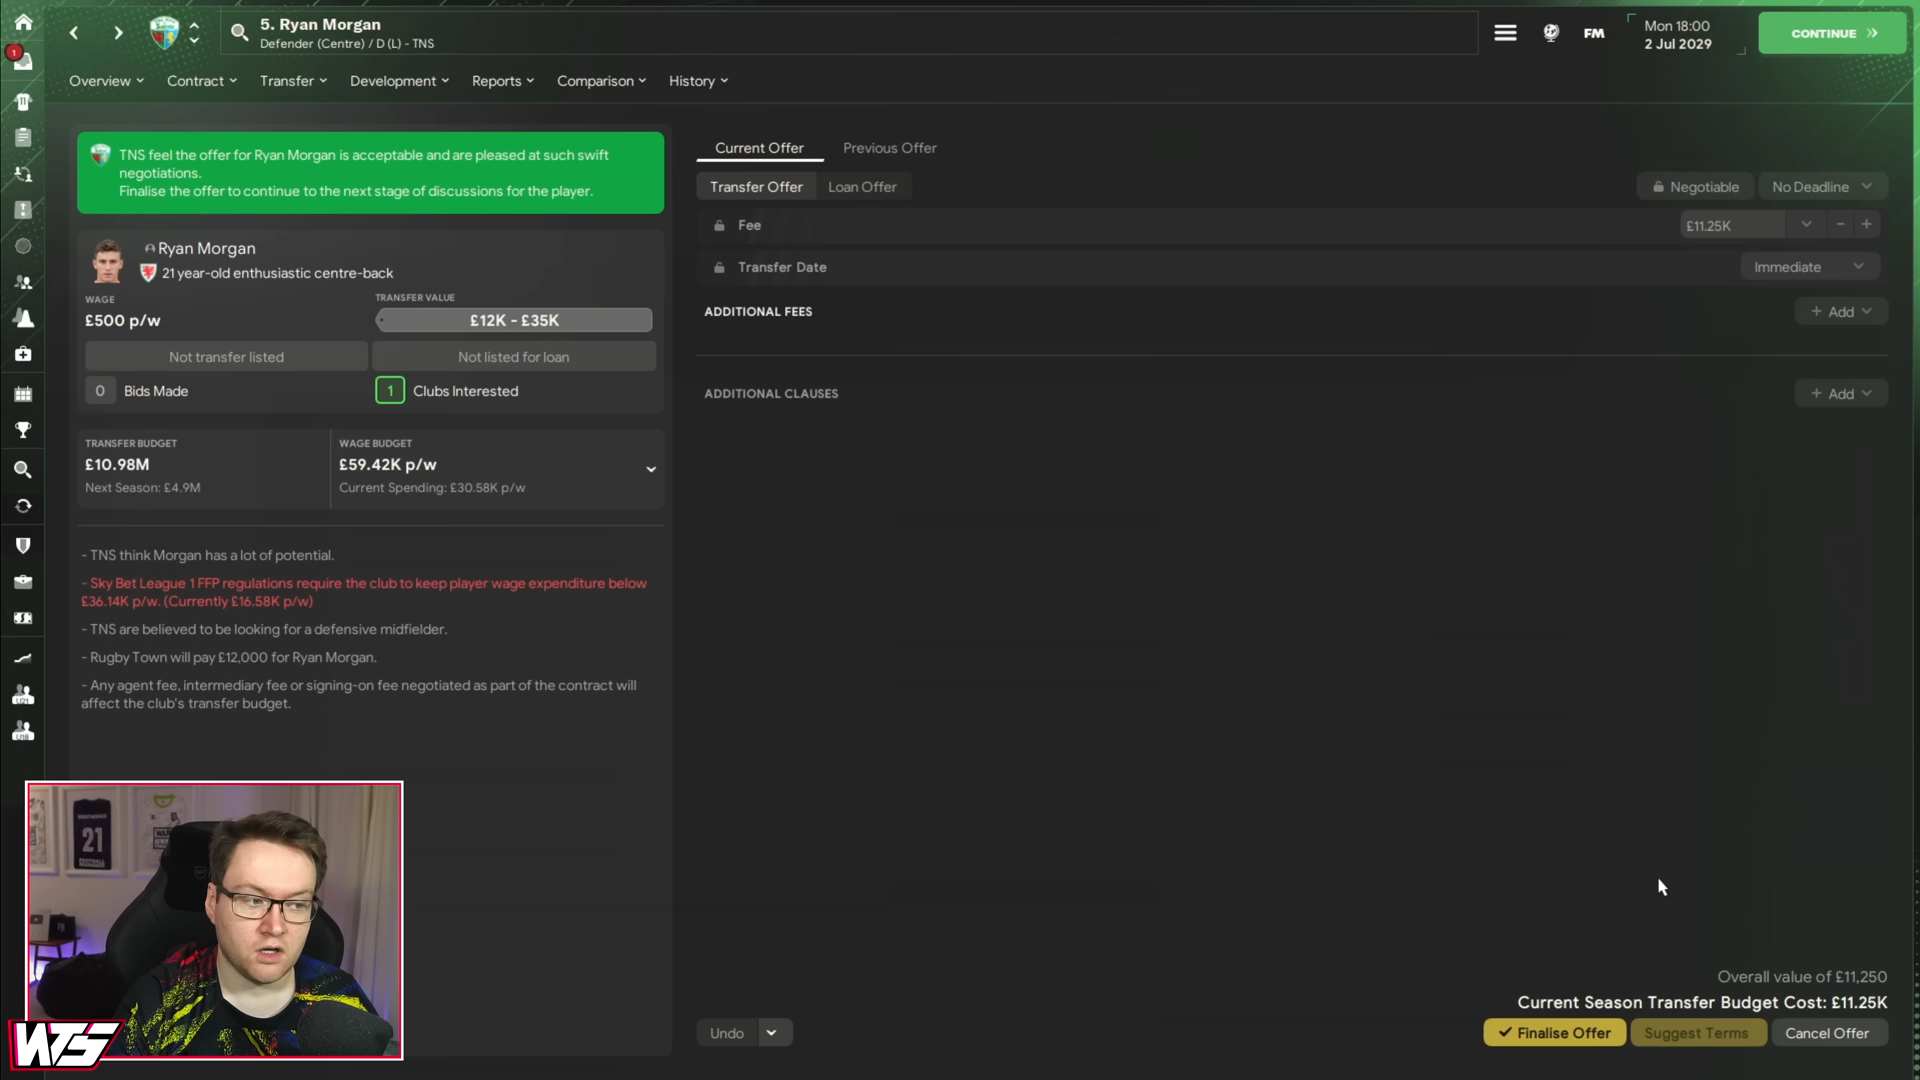 5. Ryan Morgan
Defender (Centre) / D (L) - TNS
FM
Mon 18:00
2 Jul 2029
CONTINUE
1
Overview
Contract
Transfer
Development
Reports
Comparison
History
TNS feel the offer for Ryan Morgan is acceptable and are pleased at such swift
negotiations.
Finalise the offer to continue to the next stage of discussions for the player.
Ryan Morgan
21 year-old enthusiastic centre-back
WAGE
£500 p/w
TRANSFER VALUE
£12K - £35K
Not transfer listed
Not listed for loan
0 Bids Made
1 Clubs Interested
TRANSFER BUDGET
£10.98M
Next Season: £4.9M
WAGE BUDGET
£59.42K p/w
Current Spending: £30.58K p/w
- TNS think Morgan has a lot of potential.
- Sky Bet League 1 FFP regulations require the club to keep player wage expenditure below
£36.14K p/w. (Currently £16.58K p/w)
- TNS are believed to be looking for a defensive midfielder.
- Rugby Town will pay £12,000 for Ryan Morgan.
- Any agent fee, intermediary fee or signing-on fee negotiated as part of the contract will
affect the club's transfer budget.
Current Offer
Previous Offer
Transfer Offer
Loan Offer
Negotiable
No Deadline
Fee
£11.25K
Transfer Date
Immediate
ADDITIONAL FEES
+ Add
ADDITIONAL CLAUSES
+ Add
Overall value of £11,250
Current Season Transfer Budget Cost: £11.25K
Undo
Finalise Offer
Suggest Terms
Cancel Offer
U21
U18
21
WTS